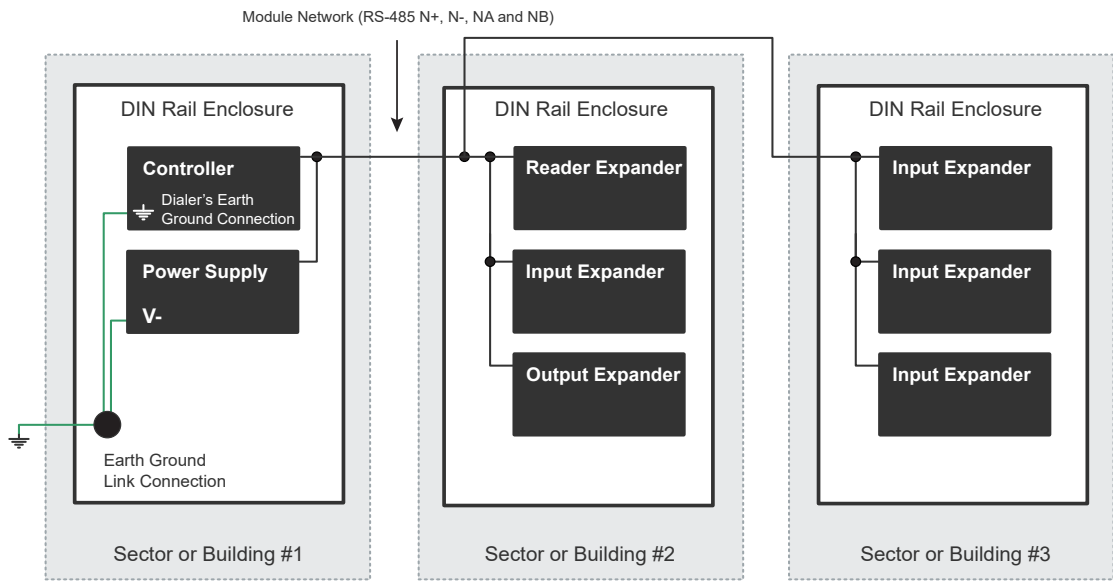 Module Network (RS-485 N+, N-, NA and NB)
DIN Rail Enclosure
Controller
Dialer's Earth
Ground Connection
Power Supply
V-
Earth Ground
Link Connection
Sector or Building #1
DIN Rail Enclosure
Reader Expander
Input Expander
Output Expander
Sector or Building #2
DIN Rail Enclosure
Input Expander
Input Expander
Input Expander
Sector or Building #3